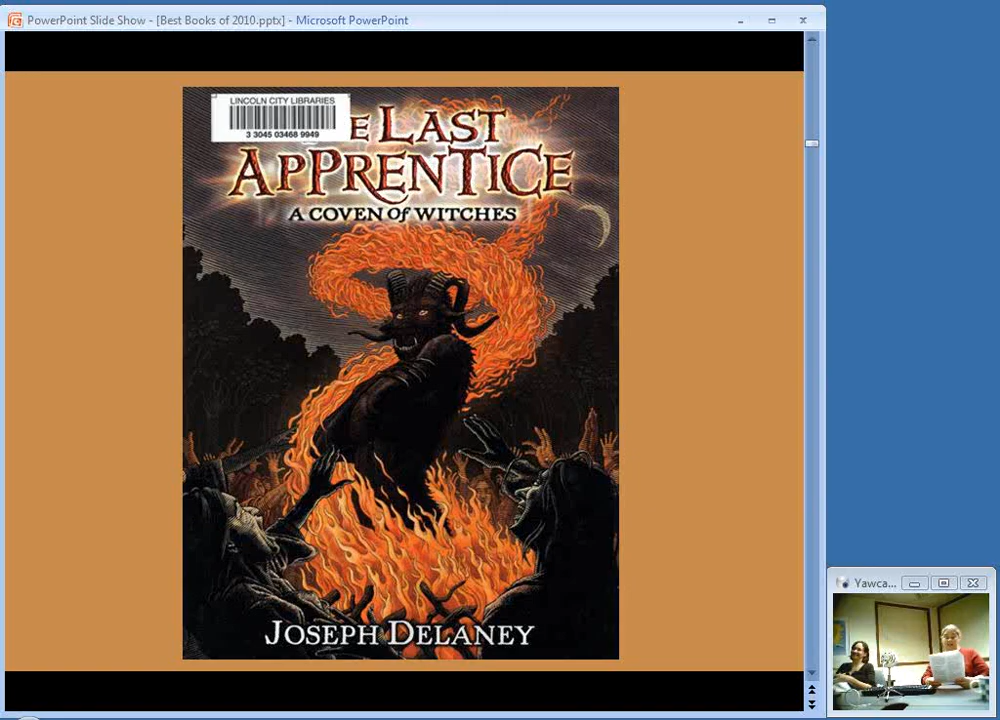 PowerPoint Slide Show - [Best Books of 2010.pptx] - Microsoft PowerPoint
LINCOLN CITY LIBRARIES
3 3045 03468 9949
E LAST
APPRENTICE
A COVEN of WITCHES
JOSEPH DELANEY
Yawca...